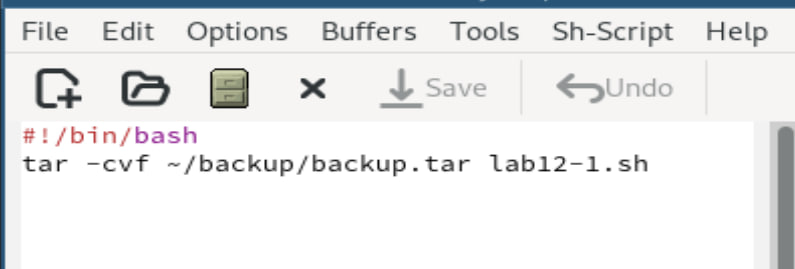 File Edit Options Buffers Tools Sh-Script Help
Save Undo
#!/bin/bash
tar -cvf ~/backup/backup.tar lab12-1.sh